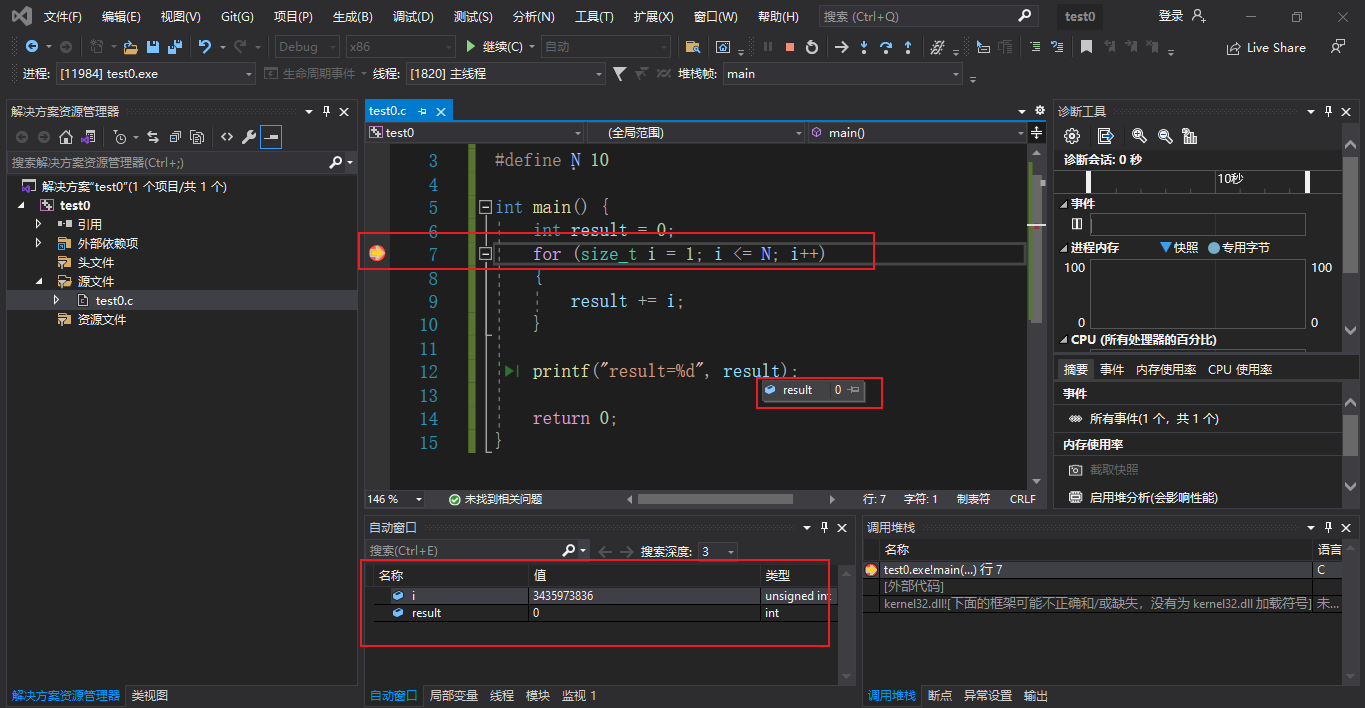 文件(F) 编辑(E) 视图(V) Git(G) 项目(P) 生成(B) 调试(D) 测试(S) 分析(N) 工具(T) 扩展(X) 窗口(W) 帮助(H) 搜索 (Ctrl+Q) test0 登录
Debug x86 继续(C) 自动 Live Share
进程: [11984] test0.exe 生命周期事件 线程: [1820] 主线程 堆栈帧: main
解决方案资源管理器
搜索解决方案资源管理器(Ctrl+;)
解决方案"test0"(1 个项目/共 1 个)
test0
引用
外部依赖项
头文件
源文件
test0.c
资源文件
解决方案资源管理器 类视图
test0.c
test0 (全局范围) main()
3 #define N 10
4
5 int main() {
6 int result = 0;
7 for (size_t i = 1; i <= N; i++)
8 {
9 result += i;
10 }
11
12 printf("result=%d", result);
result 0
13
14 return 0;
15 }
146 % 未找到相关问题 行: 7 字符: 1 制表符 CRLF
自动窗口
搜索(Ctrl+E) 搜索深度: 3
名称 值 类型
i 3435973836 unsigned int
result 0 int
自动窗口 局部变量 线程 模块 监视 1
诊断工具
诊断会话: 0 秒
10秒
事件
进程内存 快照 专用字节
100 100
0 0
CPU (所有处理器的百分比)
摘要 事件 内存使用率 CPU 使用率
事件
所有事件(1 个，共 1 个)
内存使用率
截取快照
启用堆分析(会影响性能)
调用堆栈
名称 语言
test0.exe!main(...) 行 7 C
[外部代码]
kernel32.dll![下面的框架可能不正确和/或缺失，没有为 kernel32.dll 加载符号] 未...
调用堆栈 断点 异常设置 输出